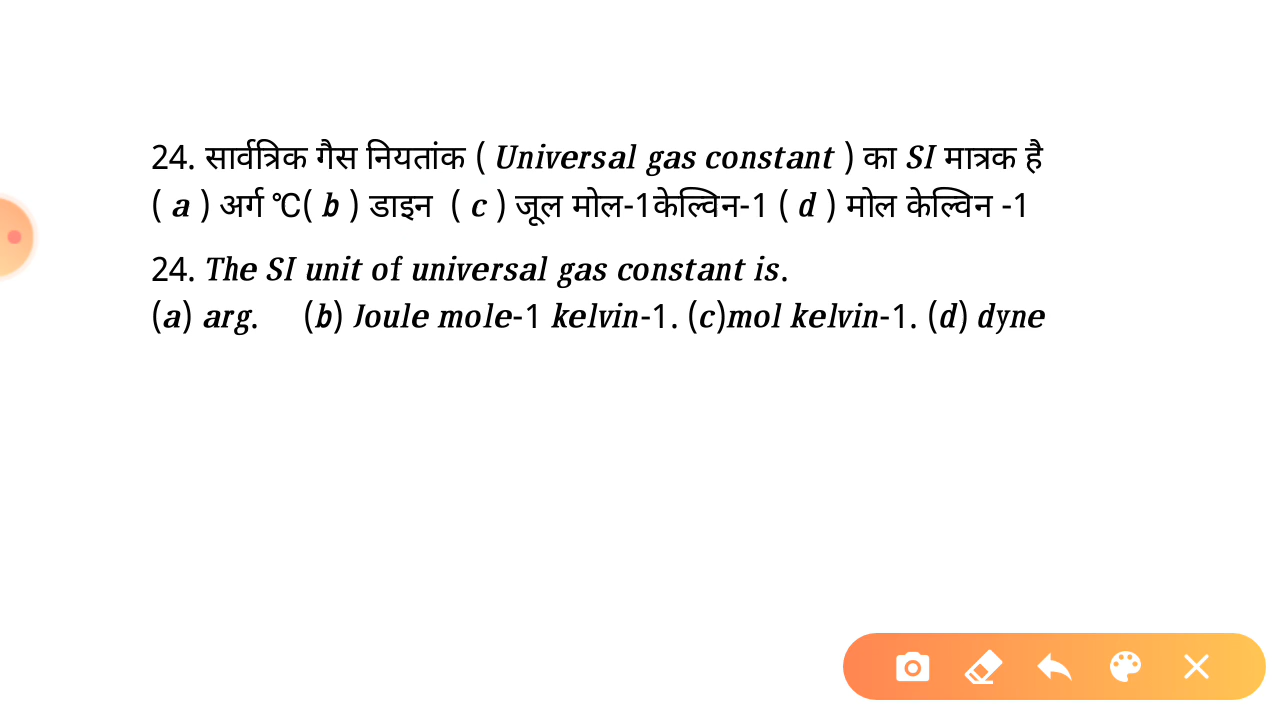 24. सार्वत्रिक गैस नियतांक ( Universal gas constant ) का SI मात्रक है
( a ) अर्ग ℃( b ) डाइन ( c ) जूल मोल-1केल्विन-1 ( d ) मोल केल्विन -1
24. The SI unit of universal gas constant is.
(a) arg. (b) Joule mole-1 kelvin-1. (c)mol kelvin-1. (d) dyne